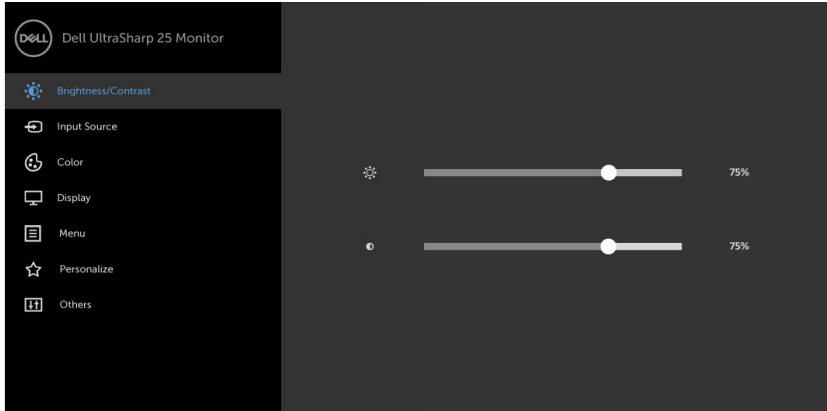 DELL
Dell UltraSharp 25 Monitor
Brightness/Contrast
Input Source
Color
75%
Display
Menu
75%
Personalize
Others